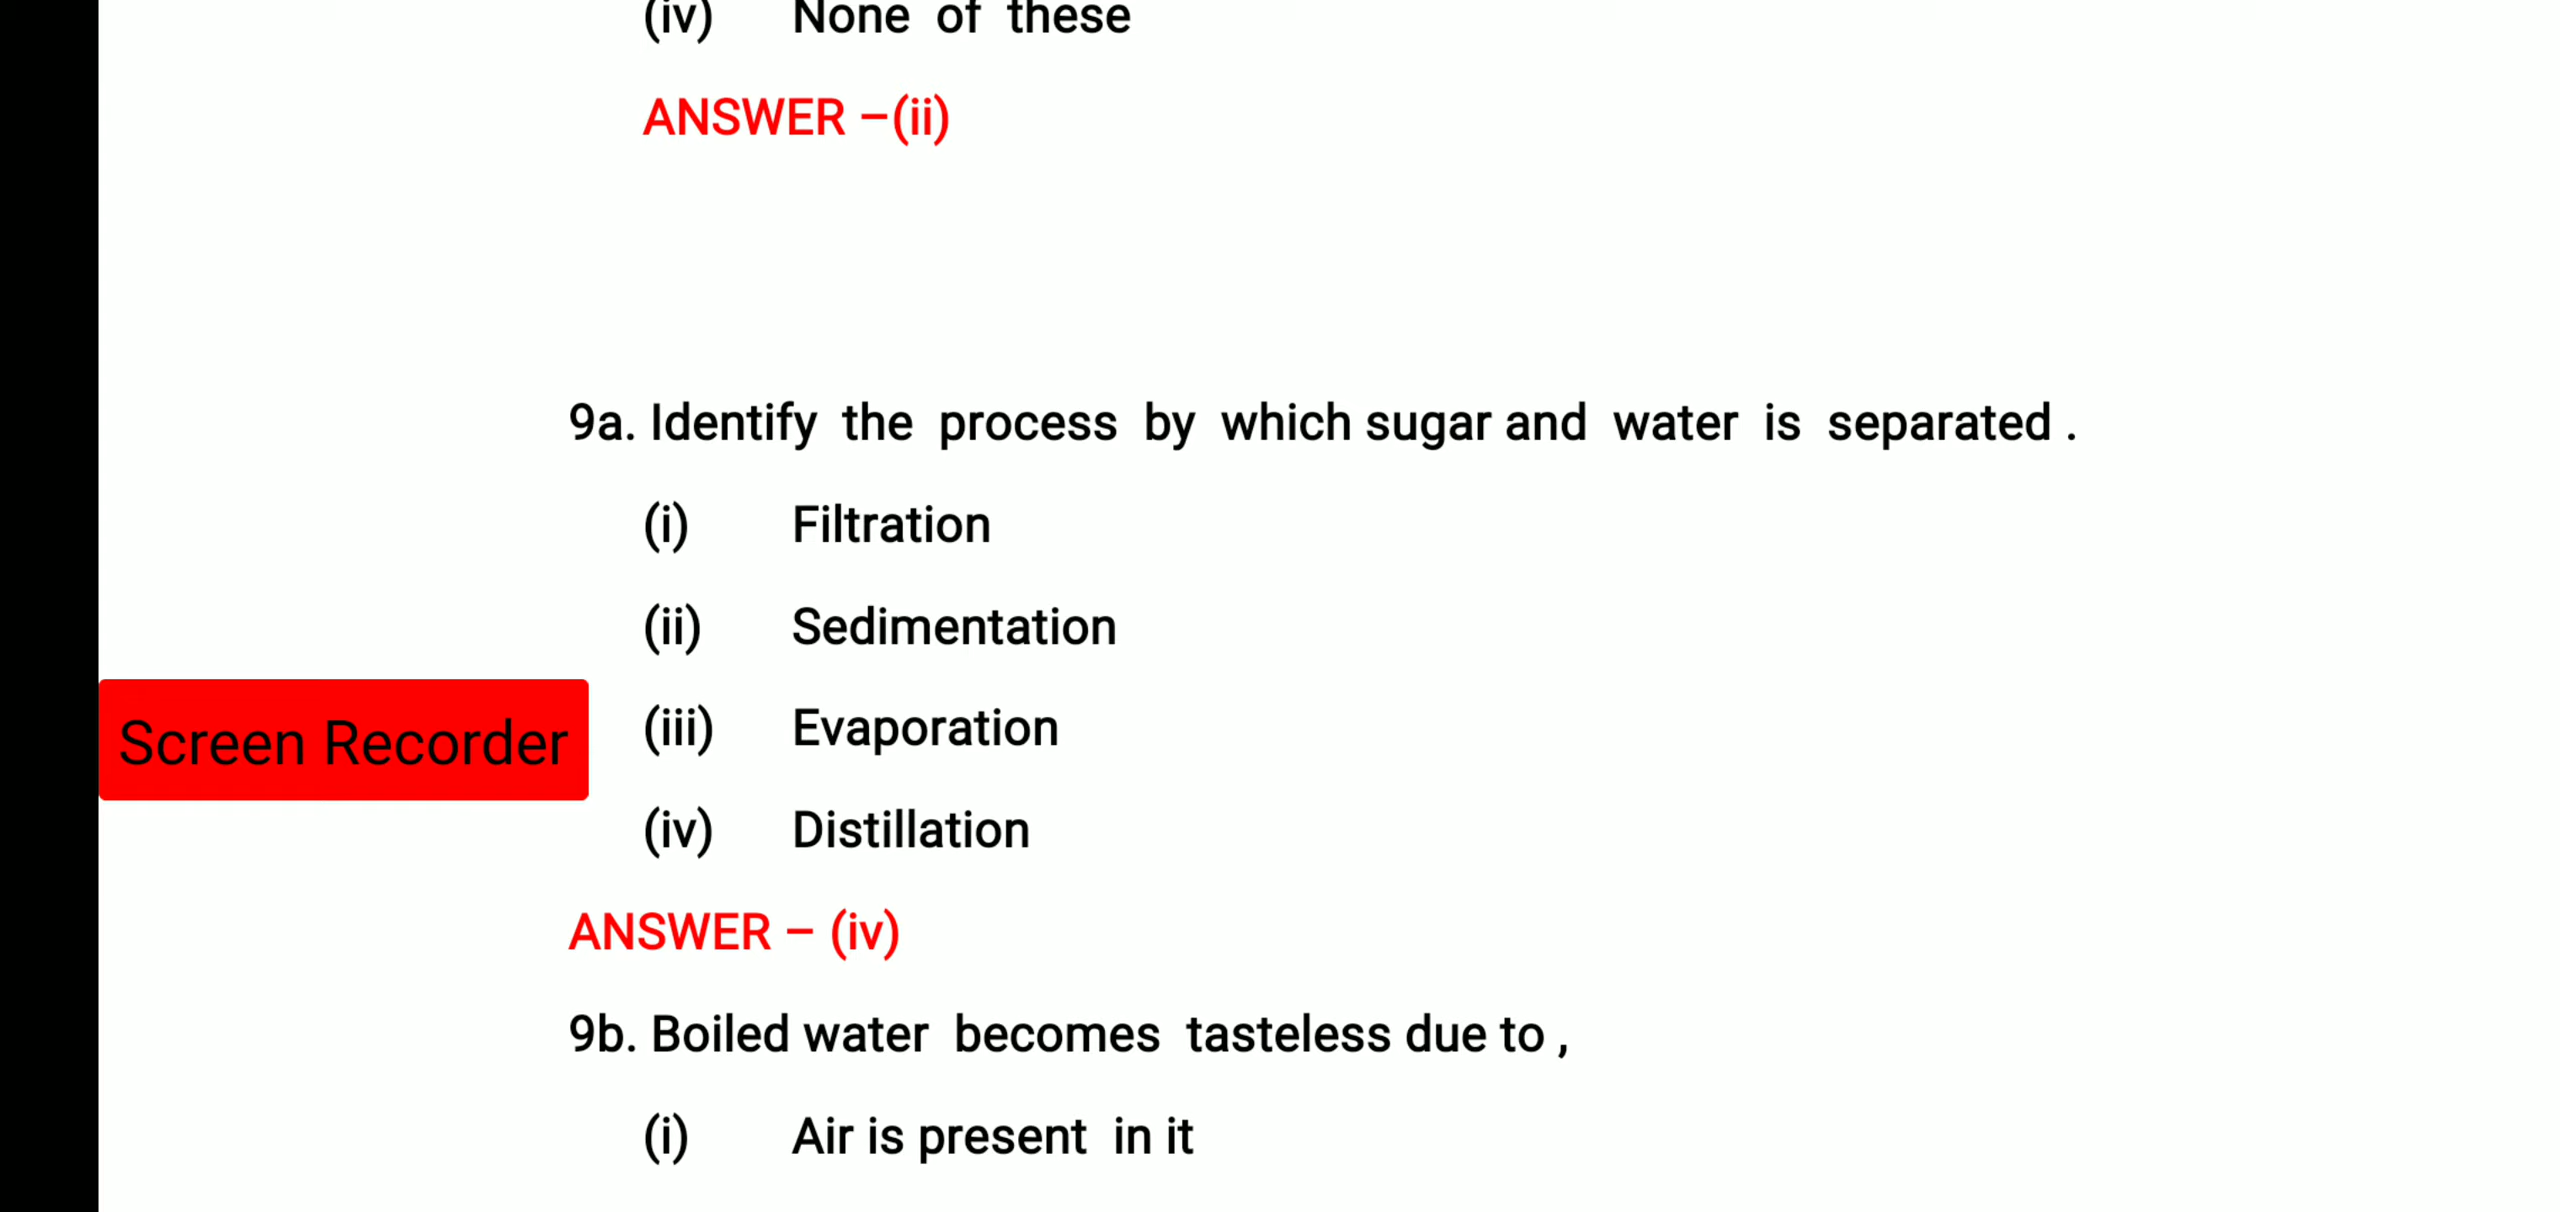 (iv) None of these
ANSWER –(ii)
9a. Identify the process by which sugar and water is separated .
(i) Filtration
(ii) Sedimentation
Screen Recorder
(iii) Evaporation
(iv) Distillation
ANSWER – (iv)
9b. Boiled water becomes tasteless due to ,
(i) Air is present in it